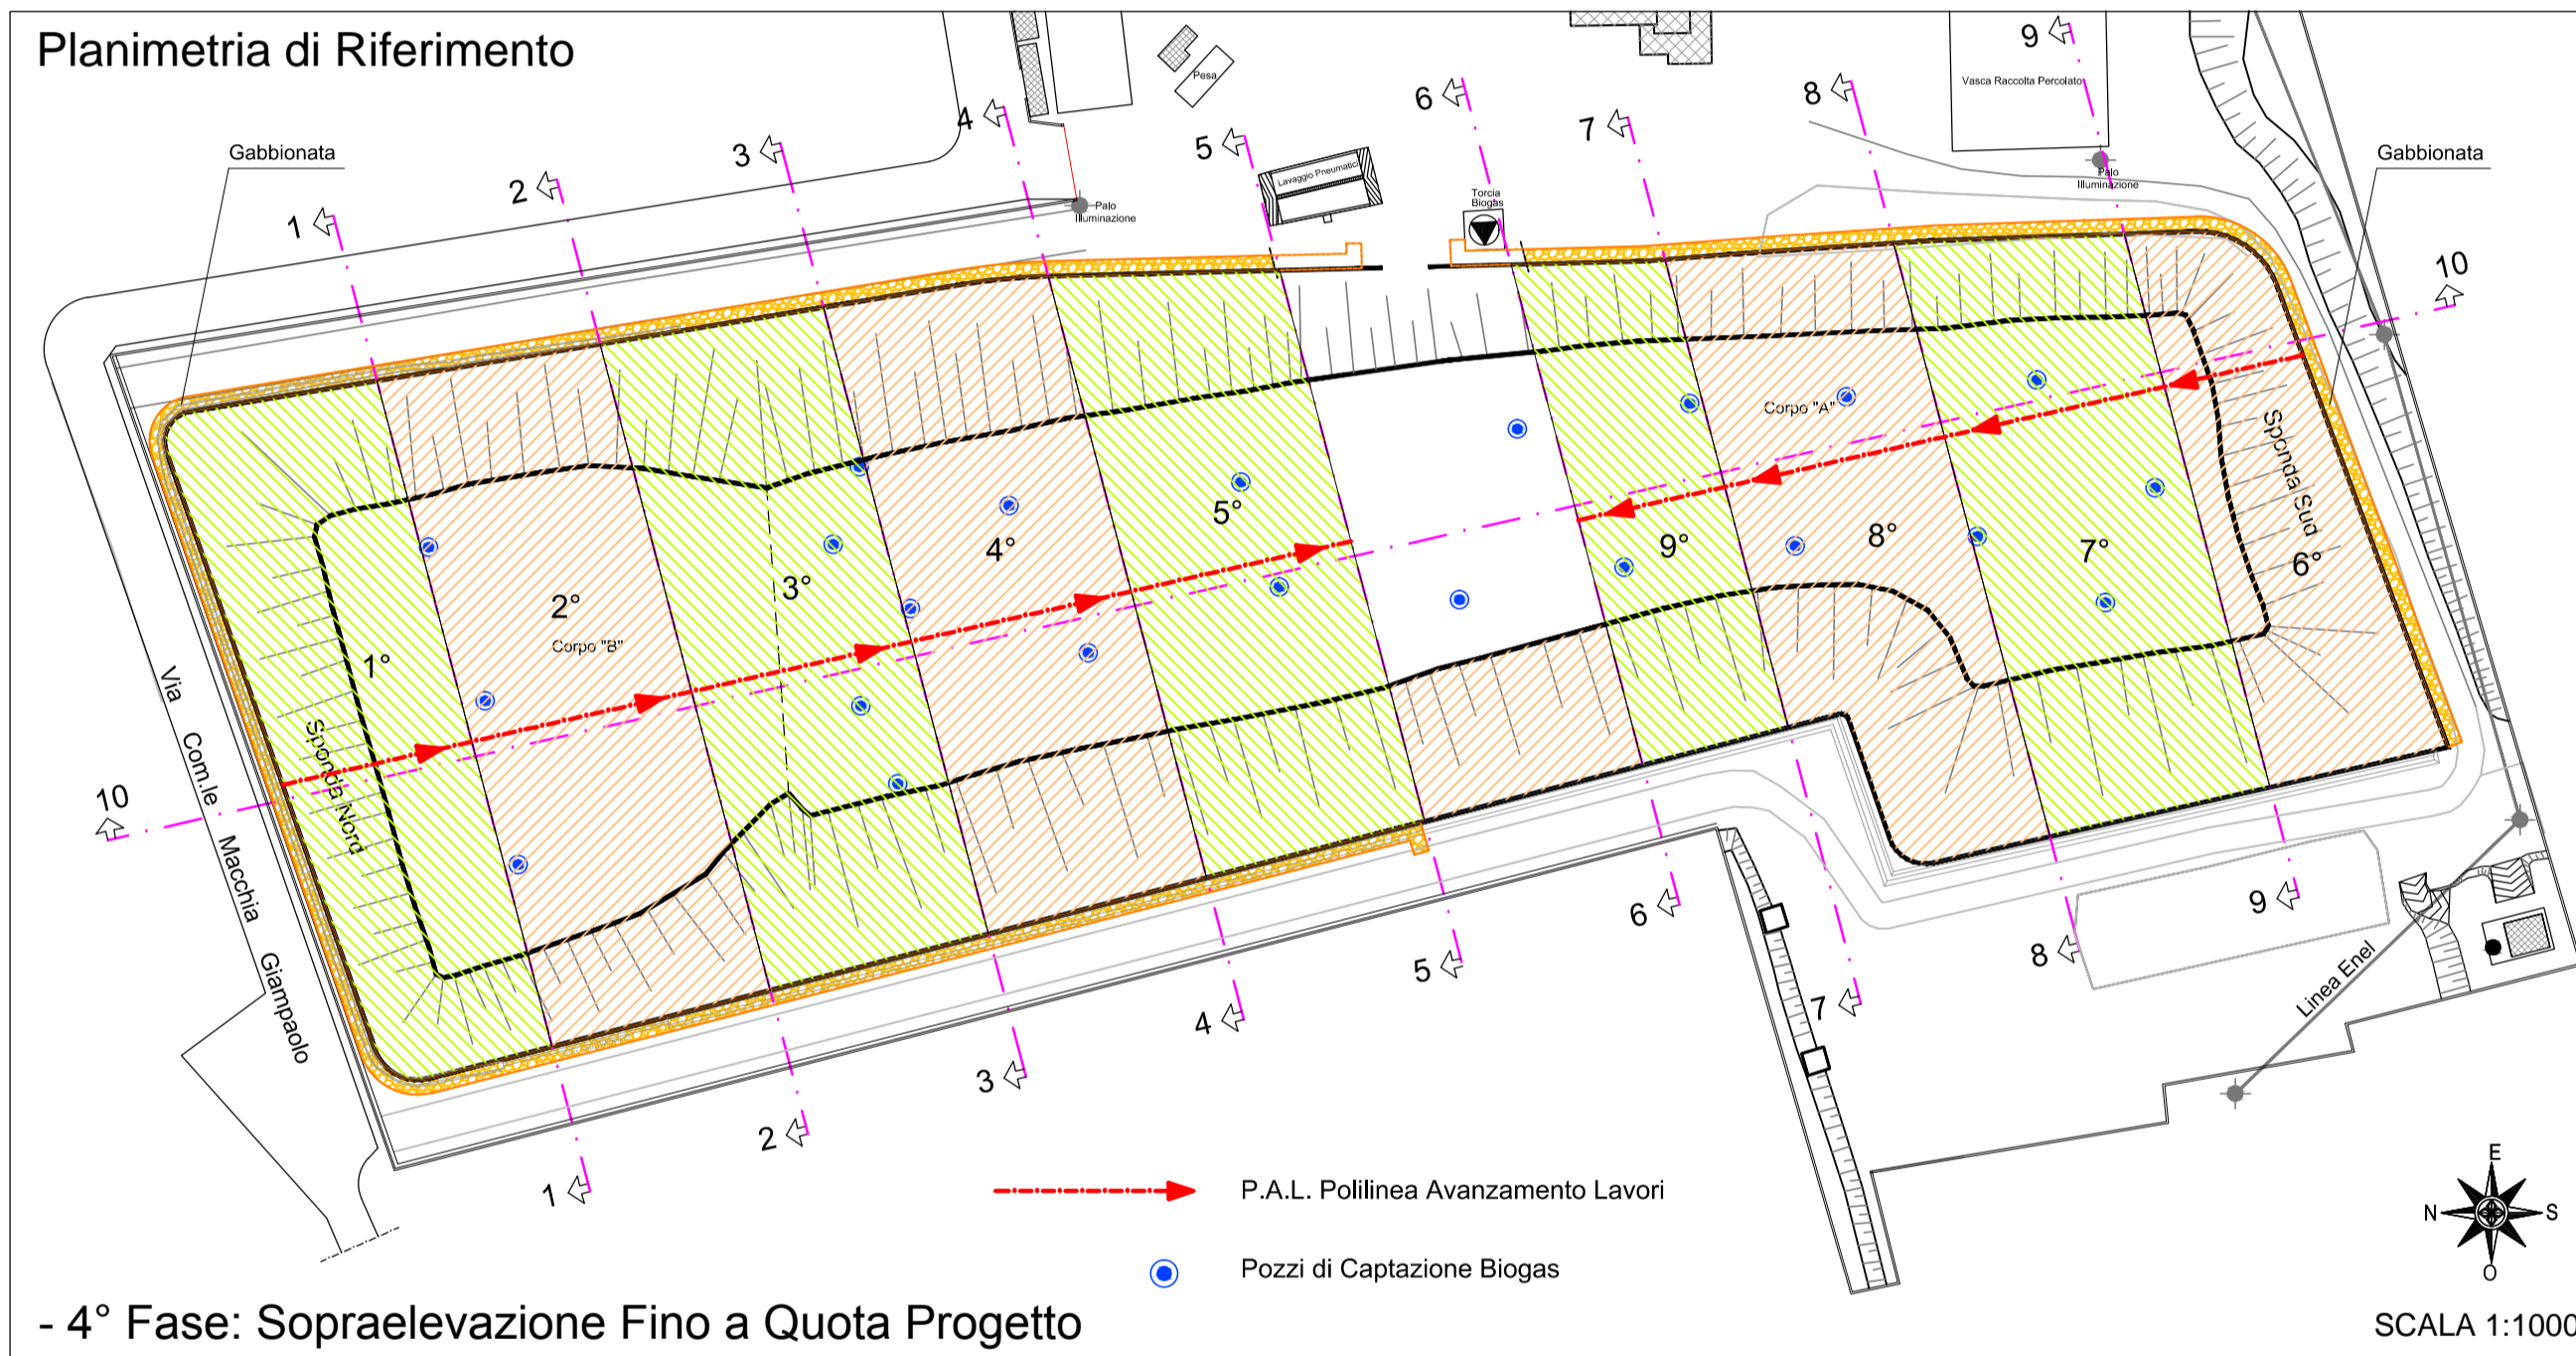 Planimetria di Riferimento
Gabbionata
1
2
3
4
5
6
7
8
9
Pesa
Lavaggio Pneumatici
Torcia
Biogas
Vasca Raccolta Percolato
Palo
Illuminazione
Palo
Illuminazione
Gabbionata
10
Corpo "A"
Sponda Sud
1°
2°
Corpo "B"
3°
4°
5°
9°
8°
7°
6°
Sponda Nord
10
Via Com.le Macchia Giampaolo
1
2
3
4
5
6
7
8
9
Linea Enel
P.A.L. Polilinea Avanzamento Lavori
Pozzi di Captazione Biogas
E
N
S
O
- 4° Fase: Sopraelevazione Fino a Quota Progetto
SCALA 1:1000